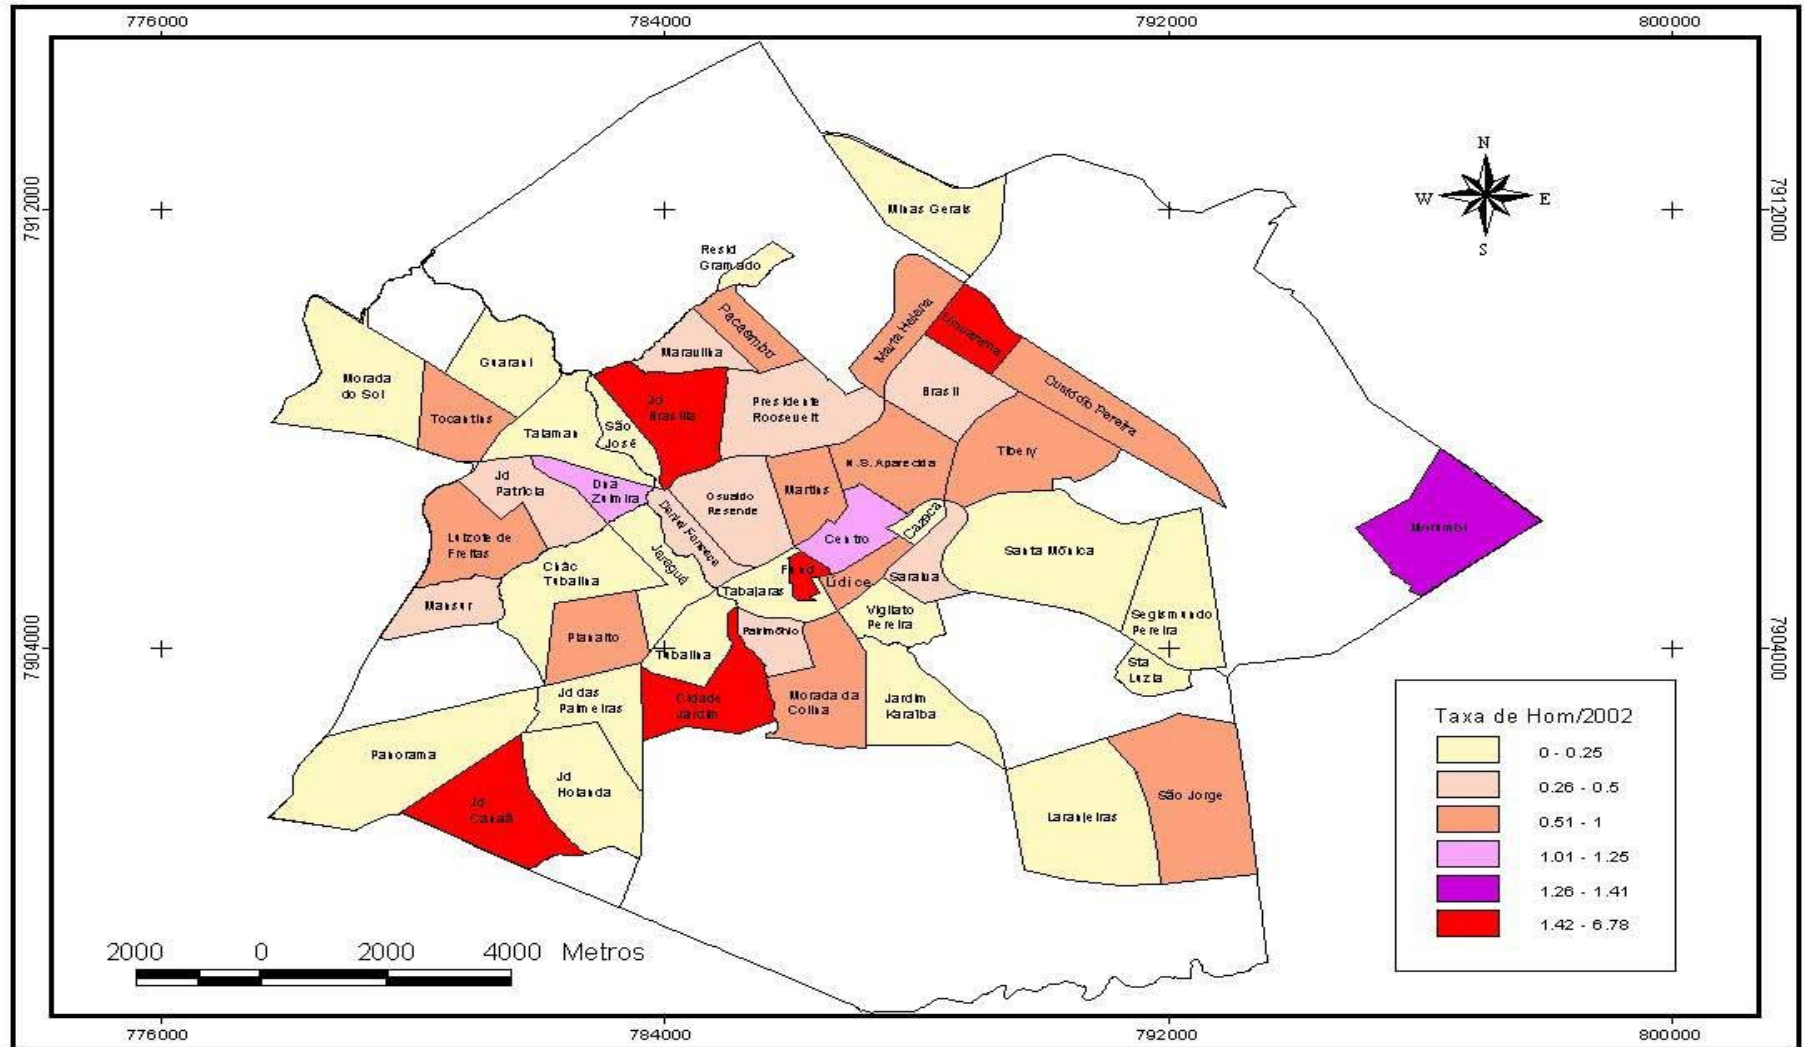 776000
784000
792000
800000
7912000
7912000
N
W
E
S
Minas Gerais
Resid
Gramado
Pacaembu
Marta Helena
Umuarama
Custódio Pereira
Guarani
Maravilha
Morada
do Sol
Tocantins
Jd
Brasília
Presidente
Roosevelt
Brasil
Taiaman
São
José
Tibery
N.S. Aparecida
Jd
Patrícia
Dna
Zulmira
Osvaldo
Resende
Martins
Daniel Fonseca
Cazeca
Morumbi
Luizote de
Freitas
Jaraguá
Centro
Santa Mônica
Chác
Tubalina
Fund
Tabajaras
Lídice
Saraiva
Mansur
Vigilato
Pereira
Segismundo
Pereira
Planalto
Patrimônio
7904000
7904000
Tubalina
Sta
Luzia
Jd das
Palmeiras
Cidade
Jardim
Morada da
Colina
Jardim
Karaíba
Panorama
Jd
Holanda
Jd
Canaã
Laranjeiras
São Jorge
Taxa de Hom/2002
0 - 0.25
0.26 - 0.5
0.51 - 1
1.01 - 1.25
1.26 - 1.41
1.42 - 6.78
2000
0
2000
4000 Metros
776000
784000
792000
800000